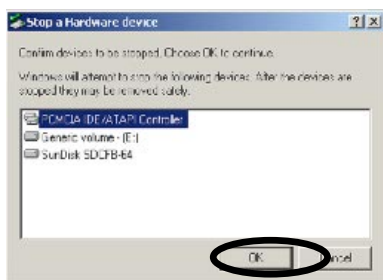 Stop a Hardware device
Confirm devices to be stopped, Choose OK to continue.
Windows will attempt to stop the following devices. After the devices are
stopped they may be removed safely.
PCMCIA IDE/ATAPI Controller
Generic volume - (E:)
SunDisk SDCFB-64
OK
Cancel